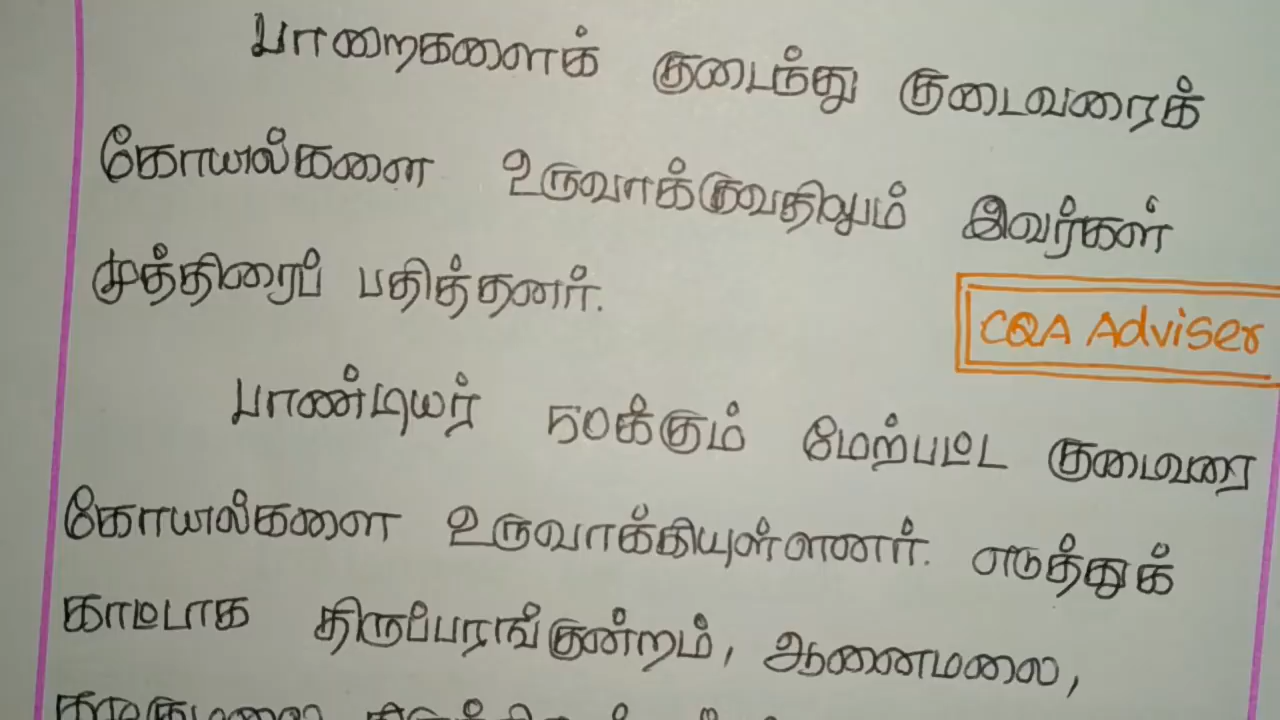 பாறைகளைக் குடைந்து குடைவரைக்
கோயில்களை உருவாக்குவதிலும் இவர்கள்
முத்திரைப் பதித்தனர்.
CQA Adviser
பாண்டியர் 50க்கும் மேற்பட்ட குமைவரை
கோயில்களை உருவாக்கியுள்ளனர். எடுத்துக்
காட்டாக திருப்பரங்குன்றம், ஆனைமலை,